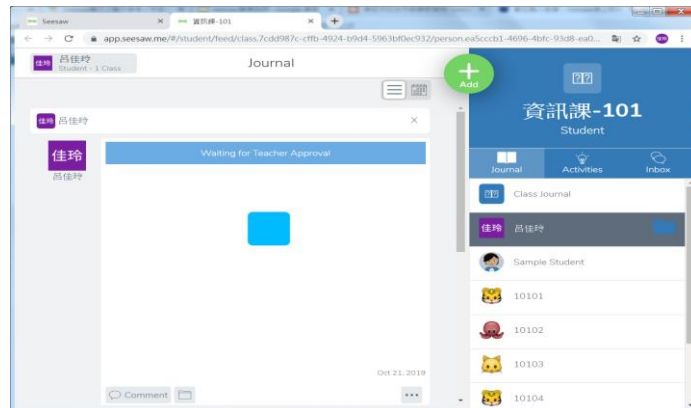 Seesaw
資訊課-101
app.seesaw.me/#/student/feed/class.7cdd987c-cffb-4924-b9d4-5963bf0ec932/person.ea5cccb1-4696-4bfc-93d8-ea0...
佳玲
呂佳玲
Student - 1 Class
Journal
Add
呂佳玲
佳玲
呂佳玲
Waiting for Teacher Approval
Oct 21, 2019
Comment
資訊課-101
Student
Journal
Activities
Inbox
Class Journal
佳玲
呂佳玲
Sample Student
10101
10102
10103
10104